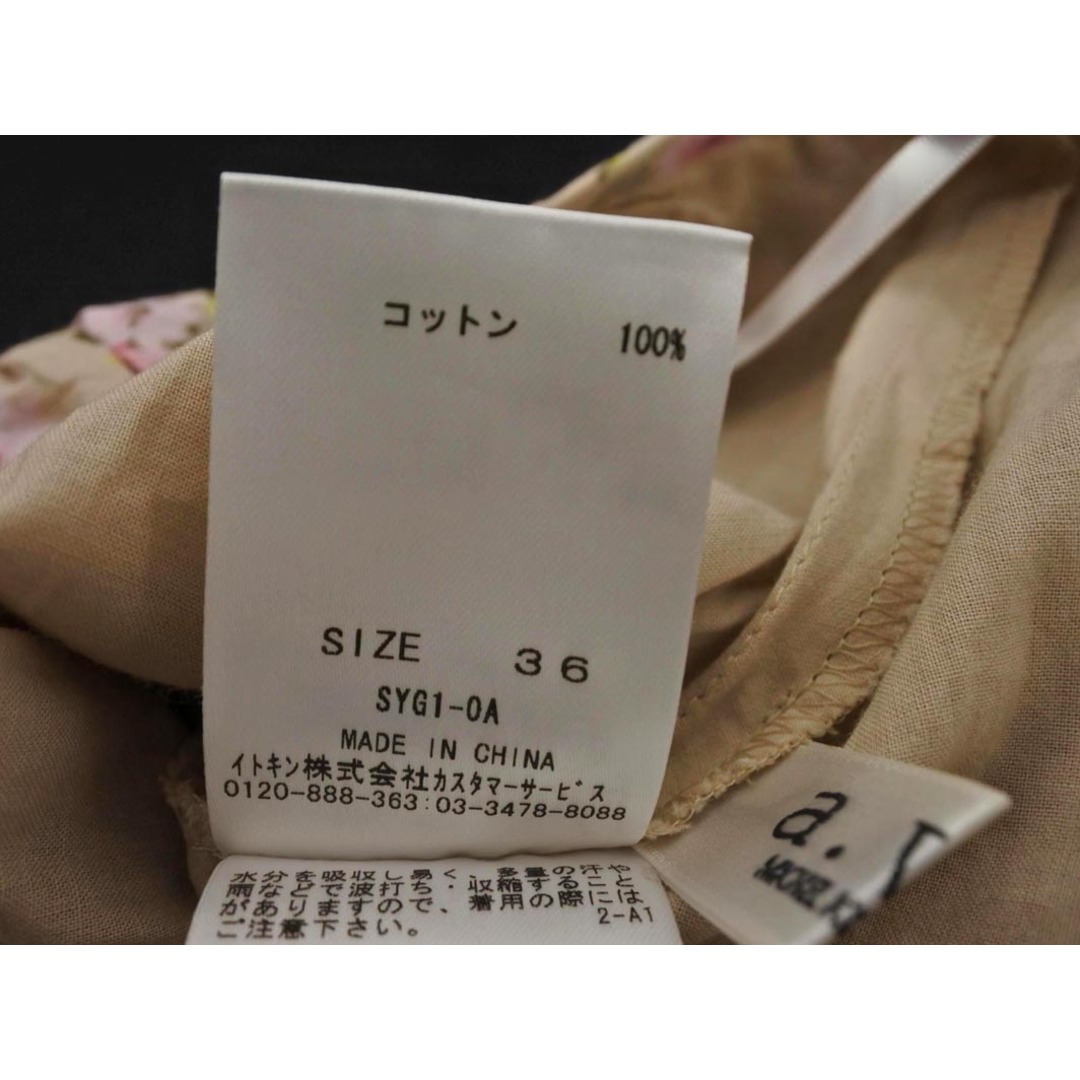 コットン 100%
SIZE 36
SYG1-0A
MADE IN CHINA
イトキン株式会社カスタマーサービス
0120-888-363:03-3478-8088
水分を吸収し易く、多量の汗や
雨などで波打ち・収縮することが
ありますので、着用の際には
ご注意下さい。 2-A1
a.